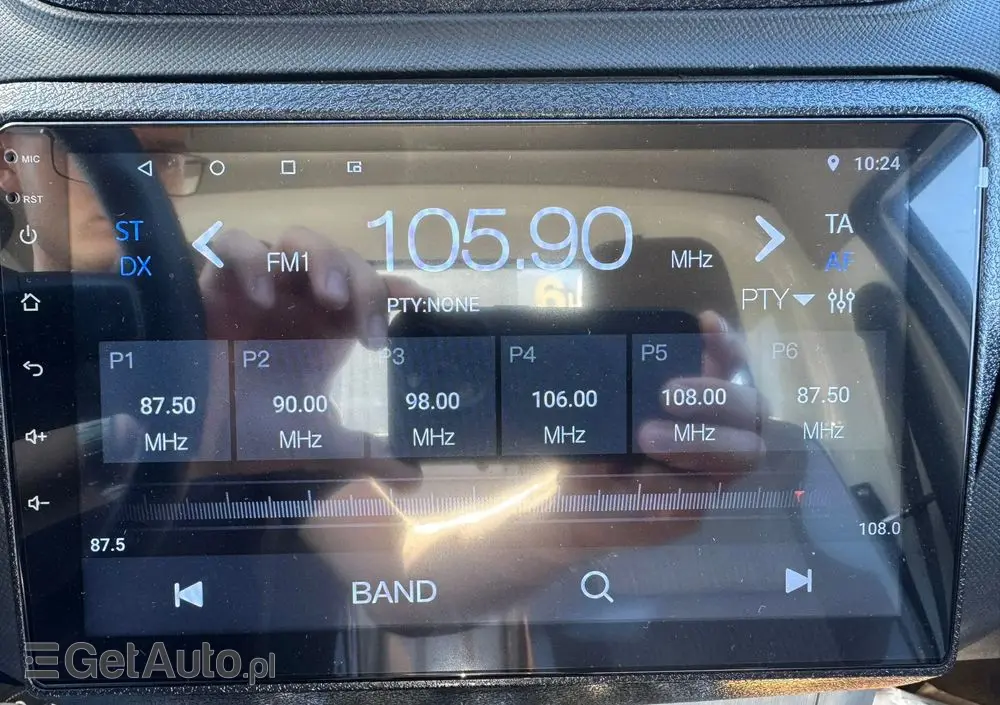 MIC
10:24
RST
ST
105.90
TA
DX
FM1
MHz
AF
PTY:NONE
PTY
P1
P2
P3
P4
P5
P6
87.50
90.00
98.00
106.00
108.00
87.50
MHz
MHz
MHz
MHz
MHz
MHz
87.5
108.0
BAND
GetAuto.pl